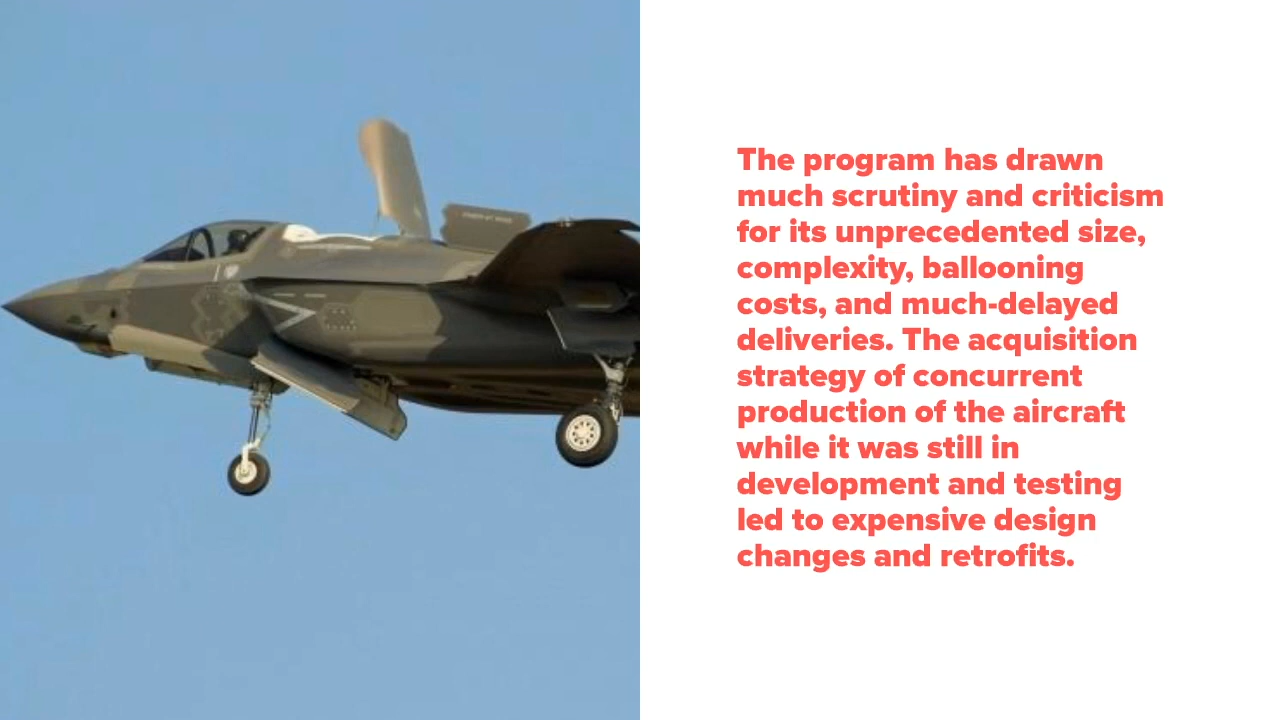 The program has drawn
much scrutiny and criticism
for its unprecedented size,
complexity, ballooning
costs, and much-delayed
deliveries. The acquisition
strategy of concurrent
production of the aircraft
while it was still in
development and testing
led to expensive design
changes and retrofits.